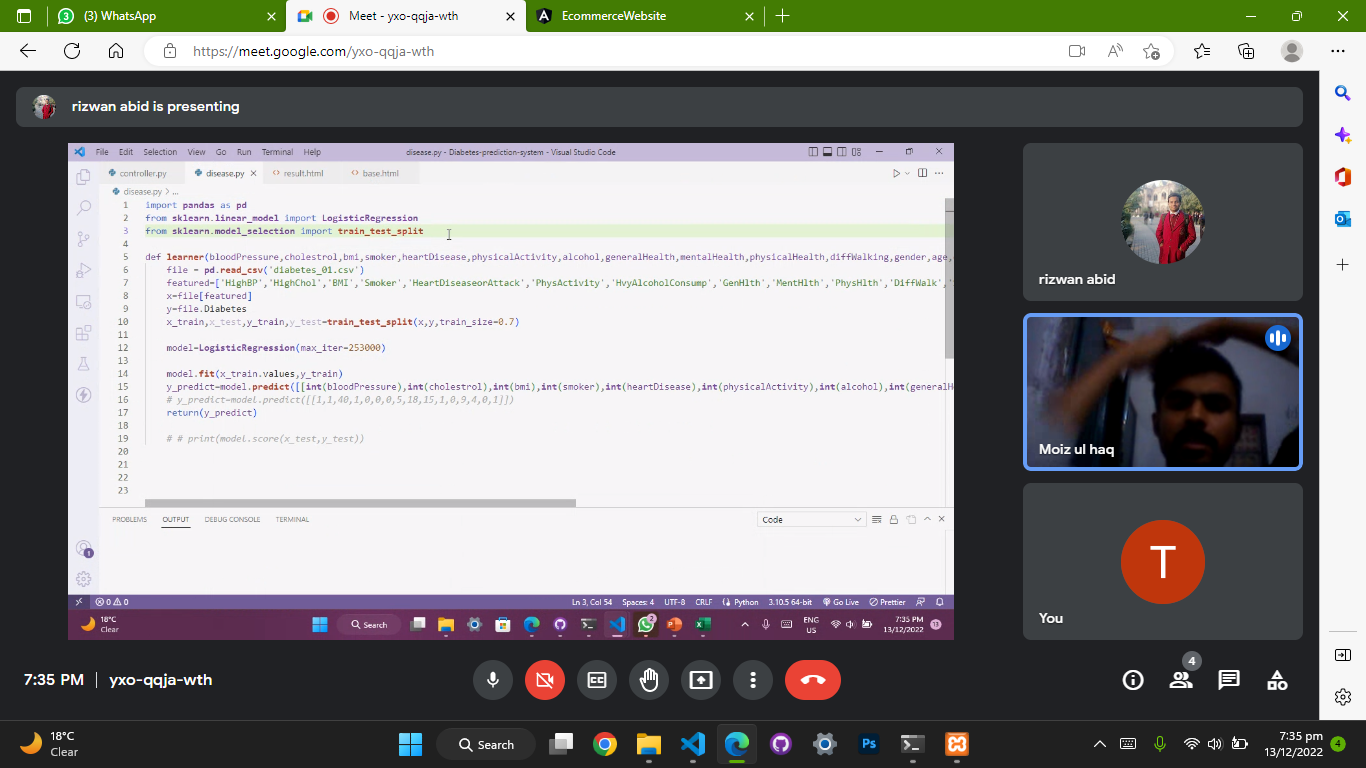 (3) WhatsApp
Meet - yxo-qqja-wth
EcommerceWebsite
https://meet.google.com/yxo-qqja-wth
rizwan abid is presenting
File Edit Selection View Go Run Terminal Help
disease.py - Diabetes-prediction-system - Visual Studio Code
controller.py
disease.py
result.html
base.html
disease.py > ...
1 import pandas as pd
2 from sklearn.linear_model import LogisticRegression
3 from sklearn.model_selection import train_test_split
4
5 def learner(bloodPressure,cholestrol,bmi,smoker,heartDisease,physicalActivity,alcohol,generalHealth,mentalHealth,physicalHealth,diffWalking,gender,age,
6 file = pd.read_csv('diabetes_01.csv')
7 featured=['HighBP','HighChol','BMI','Smoker','HeartDiseaseorAttack','PhysActivity','HvyAlcoholConsump','GenHlth','MentHlth','PhysHlth','DiffWalk',
8 x=file[featured]
9 y=file.Diabetes
10 x_train,x_test,y_train,y_test=train_test_split(x,y,train_size=0.7)
11
12 model=LogisticRegression(max_iter=253000)
13
14 model.fit(x_train.values,y_train)
15 y_predict=model.predict([[int(bloodPressure),int(cholestrol),int(bmi),int(smoker),int(heartDisease),int(physicalActivity),int(alcohol),int(generalHe
16 # y_predict=model.predict([[1,1,40,1,0,0,0,5,18,15,1,0,9,4,0,1]])
17 return(y_predict)
18
19 # # print(model.score(x_test,y_test))
20
21
22
23
PROBLEMS OUTPUT DEBUG CONSOLE TERMINAL
Code
0 0
Ln 3, Col 54 Spaces: 4 UTF-8 CRLF Python 3.10.5 64-bit Go Live Prettier
18°C
Clear
Search
ENG
US
7:35 PM
13/12/2022
rizwan abid
Moiz ul haq
T
You
7:35 PM | yxo-qqja-wth
4
18°C
Clear
Search
Ps
7:35 pm
13/12/2022
4